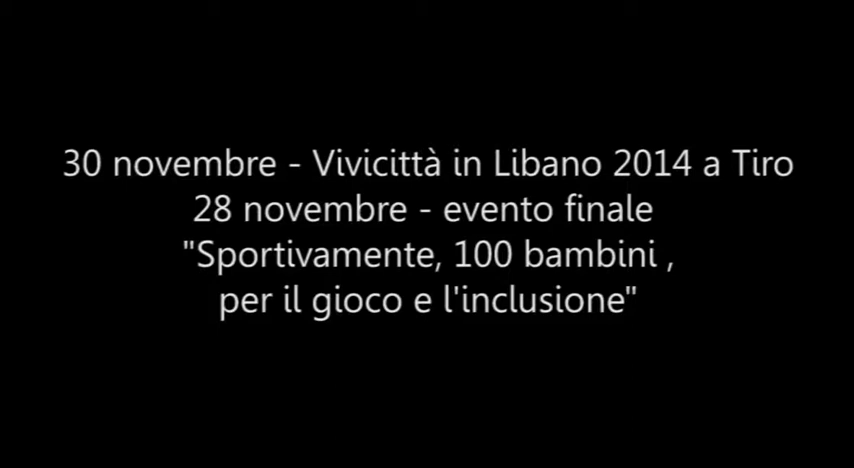 30 novembre - Vivicittà in Libano 2014 a Tiro
28 novembre - evento finale
"Sportivamente, 100 bambini ,
per il gioco e l'inclusione"